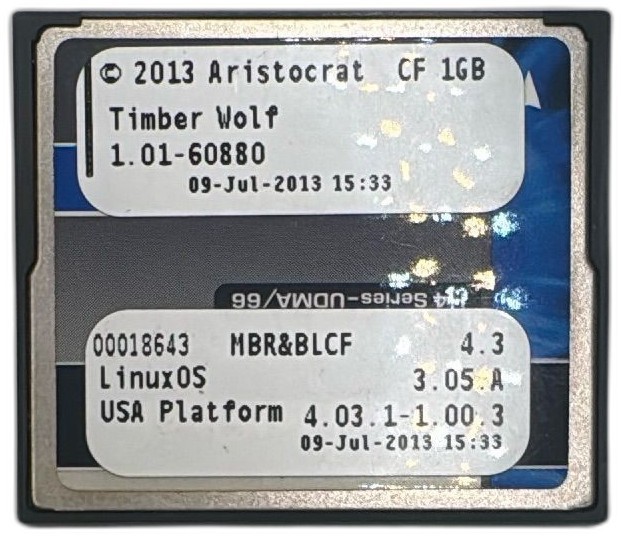 © 2013 Aristocrat CF 1GB
Timber Wolf
1.01-60880
09-Jul-2013 15:33
Series-UDMA/66
00018643 MBR&BLCF 4.3
LinuxOS 3.05.A
USA Platform 4.03.1-1.00.3
09-Jul-2013 15:33